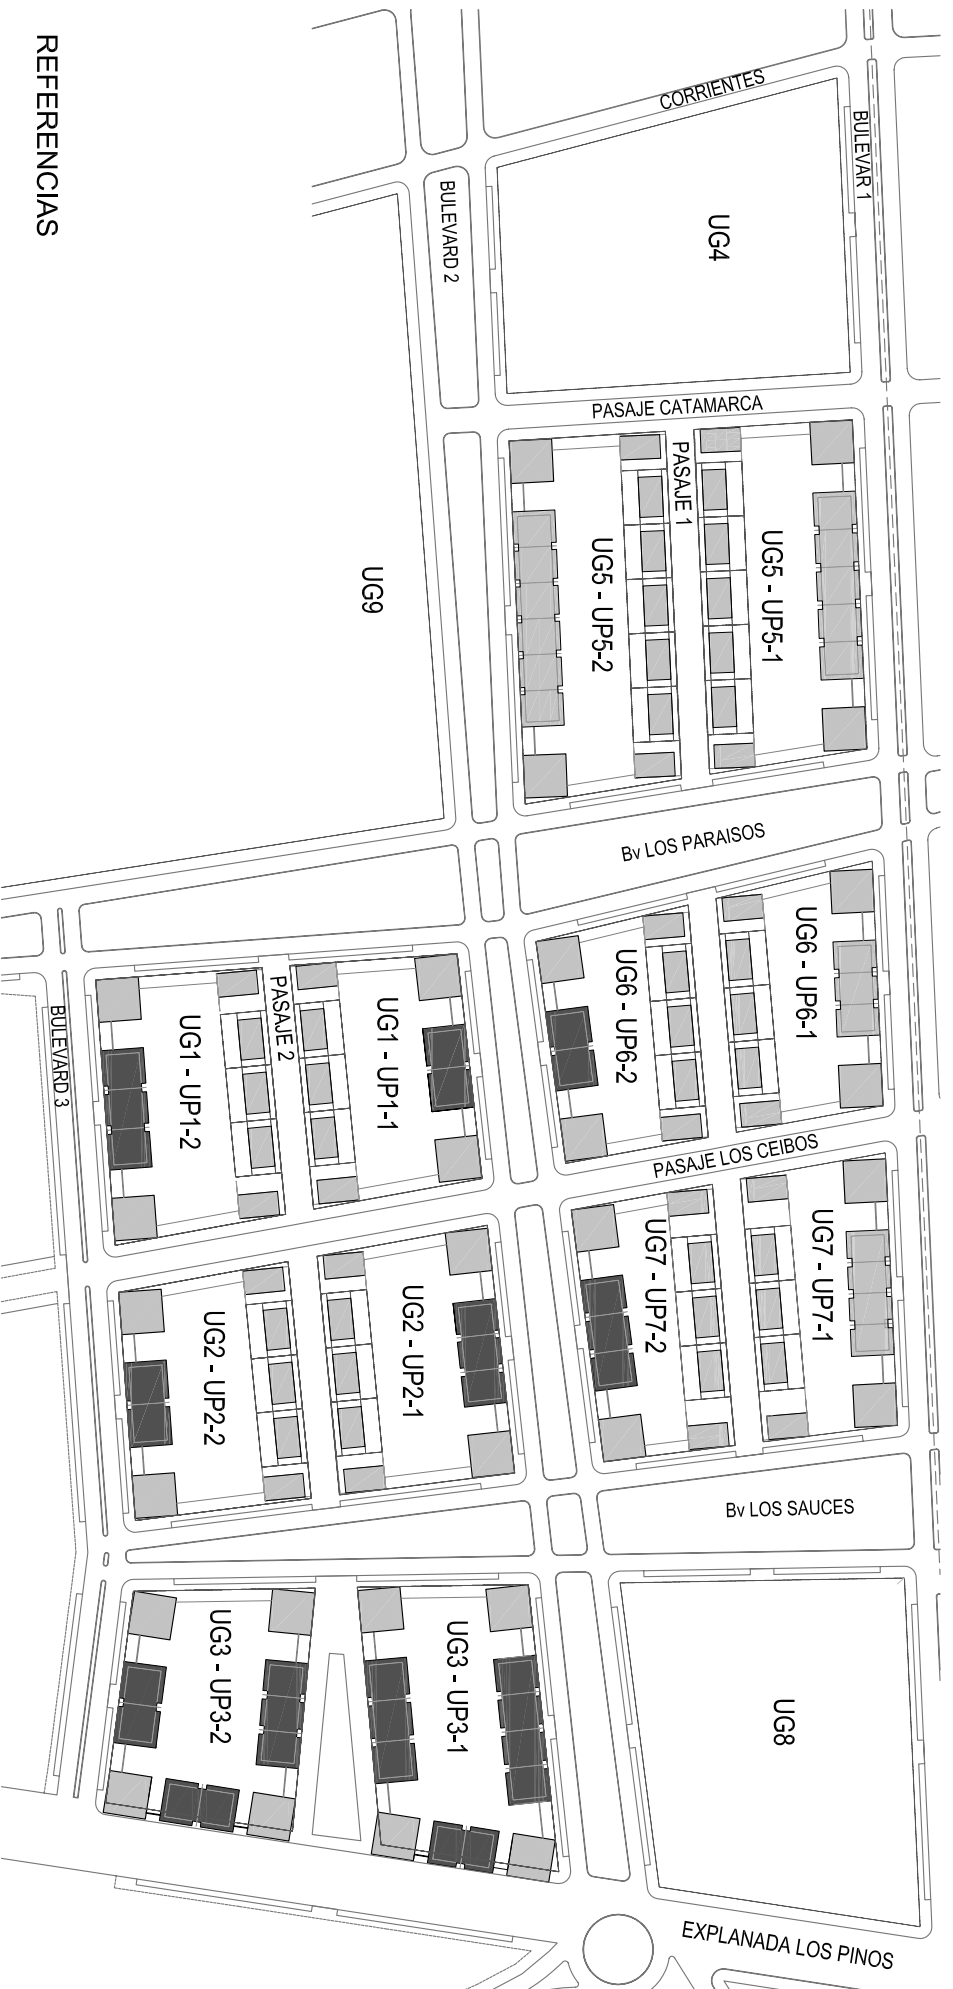 REFERENCIAS
CORRIENTES
BULEVAR 1
BULEVARD 2
UG4
PASAJE CATAMARCA
PASAJE 1
UG5 - UP5-1
UG5 - UP5-2
UG9
Bv LOS PARAISOS
UG6 - UP6-1
UG6 - UP6-2
UG1 - UP1-1
PASAJE 2
UG1 - UP1-2
BULEVARD 3
PASAJE LOS CEIBOS
UG7 - UP7-1
UG7 - UP7-2
UG2 - UP2-1
UG2 - UP2-2
Bv LOS SAUCES
UG3 - UP3-1
UG3 - UP3-2
UG8
EXPLANADA LOS PINOS